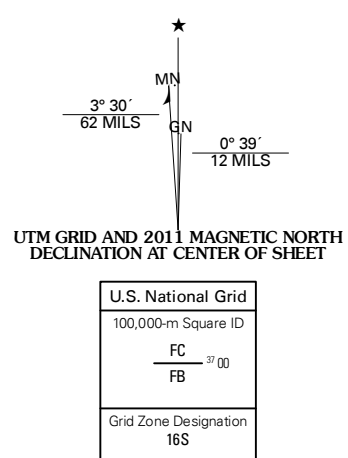 ★
MN
3° 30´
62 MILS
GN
0° 39´
12 MILS
UTM GRID AND 2011 MAGNETIC NORTH
DECLINATION AT CENTER OF SHEET
U.S. National Grid
100,000-m Square ID
FC
37 00
FB
Grid Zone Designation
16S